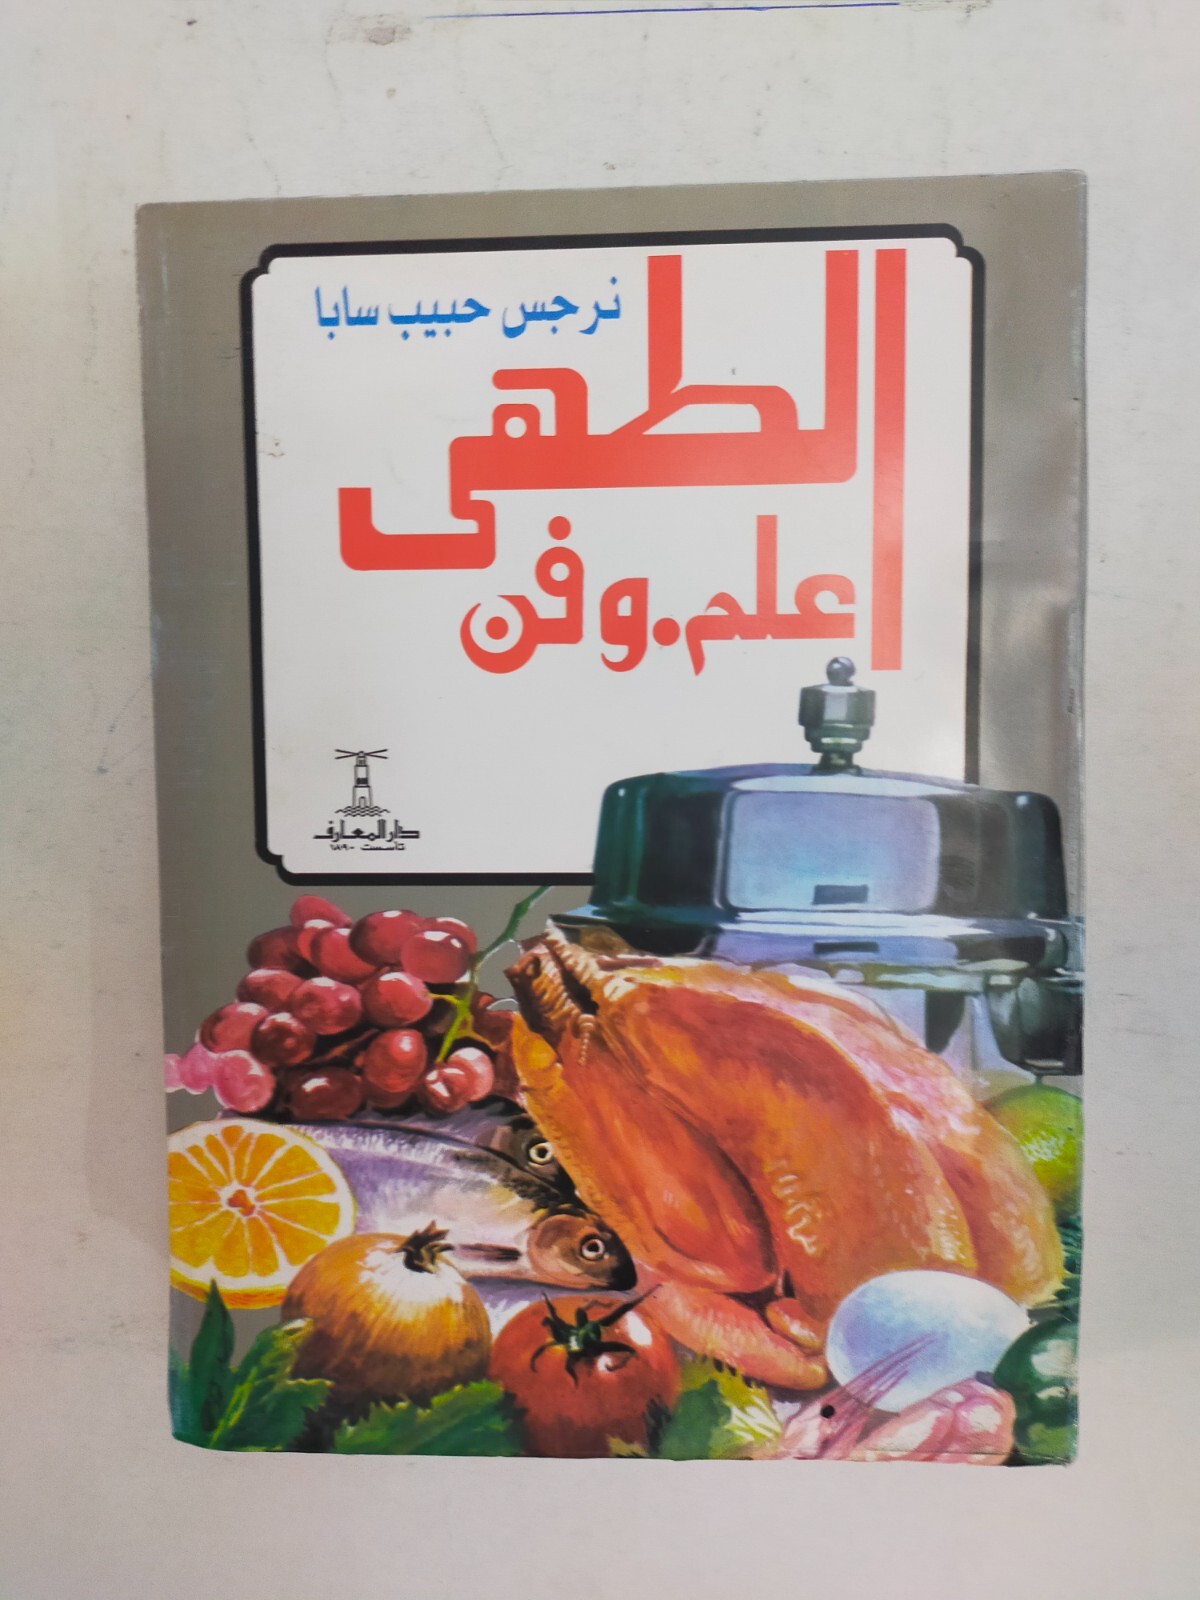 نرجس حبيب سابا
الطهى
علم.وفن
دار المعارف
تأسست ١٨٩٠